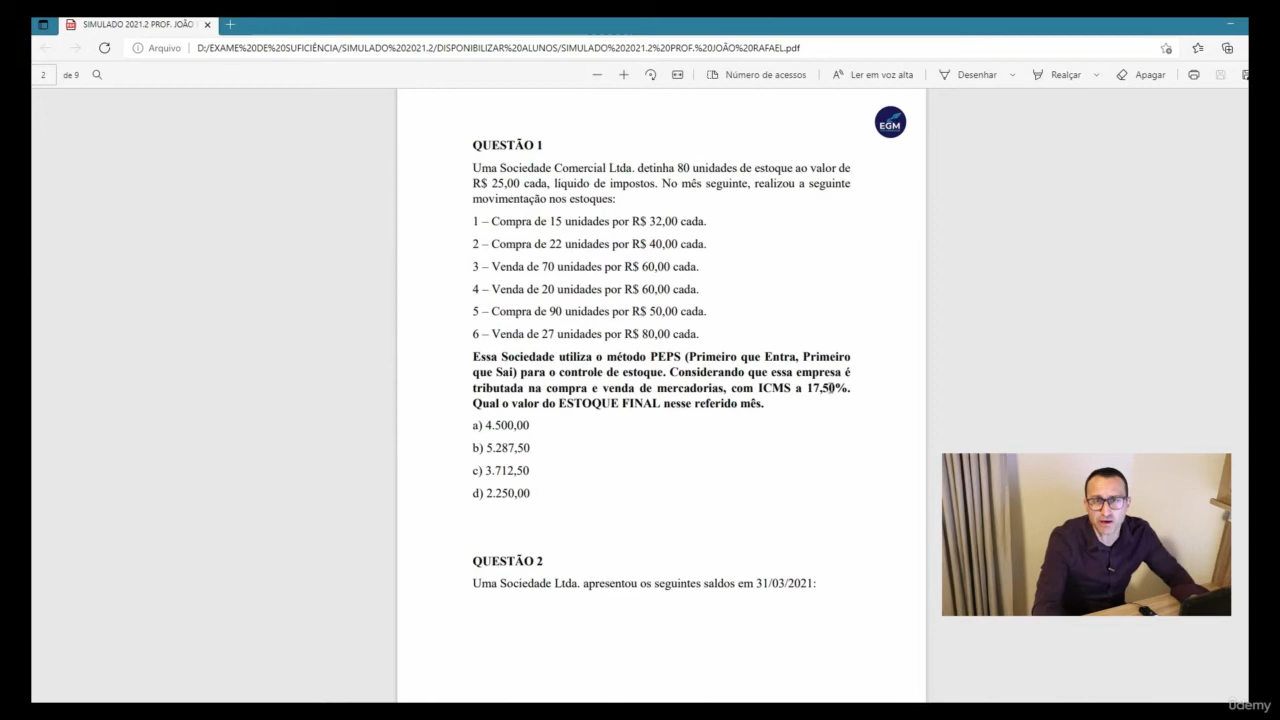 SIMULADO 2021.2 PROF. JOÃO
Arquivo D:/EXAME%20DE%20SUFICIÊNCIA/SIMULADO%202021.2/DISPONIBILIZAR%20ALUNOS/SIMULADO%202021.2%20PROF.%20JOÃO%20RAFAEL.pdf
2 de 9 Número de acessos Ler em voz alta Desenhar Realçar Apagar
EGM
QUESTÃO 1
Uma Sociedade Comercial Ltda. detinha 80 unidades de estoque ao valor de
R$ 25,00 cada, líquido de impostos. No mês seguinte, realizou a seguinte
movimentação nos estoques:
1 – Compra de 15 unidades por R$ 32,00 cada.
2 – Compra de 22 unidades por R$ 40,00 cada.
3 – Venda de 70 unidades por R$ 60,00 cada.
4 – Venda de 20 unidades por R$ 60,00 cada.
5 – Compra de 90 unidades por R$ 50,00 cada.
6 – Venda de 27 unidades por R$ 80,00 cada.
Essa Sociedade utiliza o método PEPS (Primeiro que Entra, Primeiro
que Sai) para o controle de estoque. Considerando que essa empresa é
tributada na compra e venda de mercadorias, com ICMS a 17,50%.
Qual o valor do ESTOQUE FINAL nesse referido mês.
a) 4.500,00
b) 5.287,50
c) 3.712,50
d) 2.250,00
QUESTÃO 2
Uma Sociedade Ltda. apresentou os seguintes saldos em 31/03/2021:
ûdemy